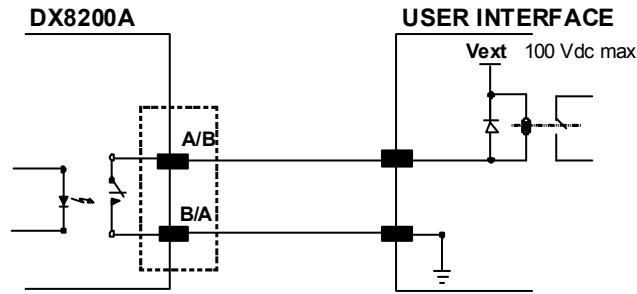 DX8200A
USER INTERFACE
Vext 100 Vdc max
A/B
B/A